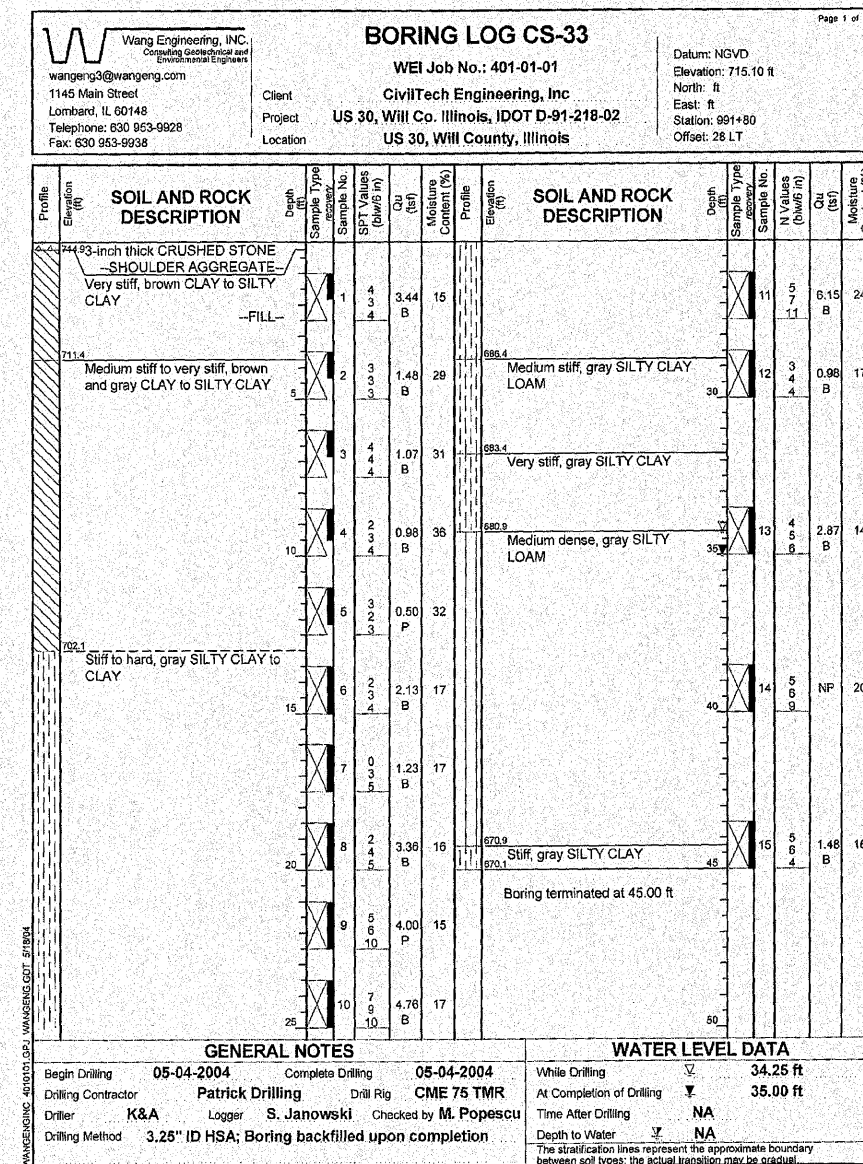 Page 1 of
Wang Engineering, INC.
Consulting Geotechnical and
Environmental Engineers
wangeng3@wangeng.com
1145 Main Street
Lombard, IL 60148
Telephone: 630 953-9928
Fax: 630 953-9938
BORING LOG CS-33
WEI Job No.: 401-01-01
Client CivilTech Engineering, Inc
Project US 30, Will Co. Illinois, IDOT D-91-218-02
Location US 30, Will County, Illinois
Datum: NGVD
Elevation: 715.10 ft
North: ft
East: ft
Station: 991+80
Offset: 28 LT
Profile
Elevation
(ft)
SOIL AND ROCK
DESCRIPTION
Depth
(ft)
Sample Type
recovery
Sample No.
SPT Values
(blw/6 in)
Qu
(tsf)
Moisture
Content (%)
Profile
Elevation
(ft)
SOIL AND ROCK
DESCRIPTION
Depth
(ft)
Sample Type
recovery
Sample No.
N Values
(blw/6 in)
Qu
(tsf)
Moisture
3-inch thick CRUSHED STONE
--SHOULDER AGGREGATE--
Very stiff, brown CLAY to SILTY
CLAY
--FILL--
1 4 3 4 3.44 B 15
711.4
Medium stiff to very stiff, brown
and gray CLAY to SILTY CLAY
5
2 3 3 3 1.48 B 29
3 4 4 4 1.07 B 31
10
4 2 3 4 0.98 B 36
5 3 2 3 0.50 P 32
702.1
Stiff to hard, gray SILTY CLAY to
CLAY
15
6 2 3 4 2.13 B 17
7 0 3 5 1.23 B 17
20
8 2 4 5 3.36 B 16
9 5 6 10 4.00 P 15
25
10 7 9 10 4.76 B 17
11 5 7 11 6.15 B 24
686.4
Medium stiff, gray SILTY CLAY
LOAM
30
12 3 4 4 0.98 B 17
683.4
Very stiff, gray SILTY CLAY
680.9
Medium dense, gray SILTY
LOAM
35
13 4 5 6 2.87 B 14
40
14 5 6 9 NP 20
670.9
Stiff, gray SILTY CLAY
670.1
45
15 5 6 4 1.48 B 16
Boring terminated at 45.00 ft
50
WANGENGINC 4010101.GPJ WANGENG.GDT 5/18/04
GENERAL NOTES
Begin Drilling 05-04-2004 Complete Drilling 05-04-2004
Drilling Contractor Patrick Drilling Drill Rig CME 75 TMR
Driller K&A Logger S. Janowski Checked by M. Popescu
Drilling Method 3.25" ID HSA; Boring backfilled upon completion
WATER LEVEL DATA
While Drilling 34.25 ft
At Completion of Drilling 35.00 ft
Time After Drilling NA
Depth to Water NA
The stratification lines represent the approximate boundary
between soil types; the actual transition may be gradual.